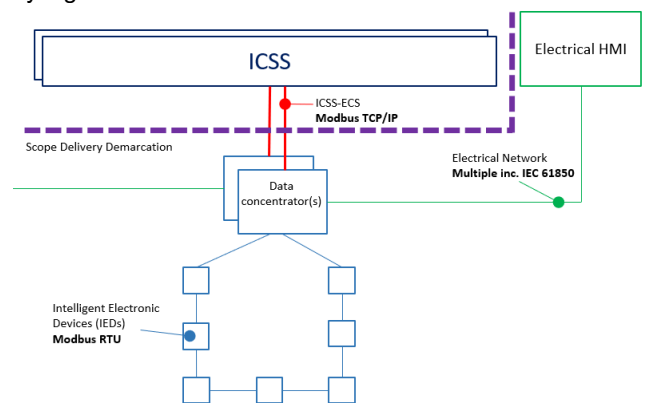 ICSS
Electrical HMI
ICSS-ECS
Modbus TCP/IP
Scope Delivery Demarcation
Electrical Network
Multiple inc. IEC 61850
Data
concentrator(s)
Intelligent Electronic
Devices (IEDs)
Modbus RTU